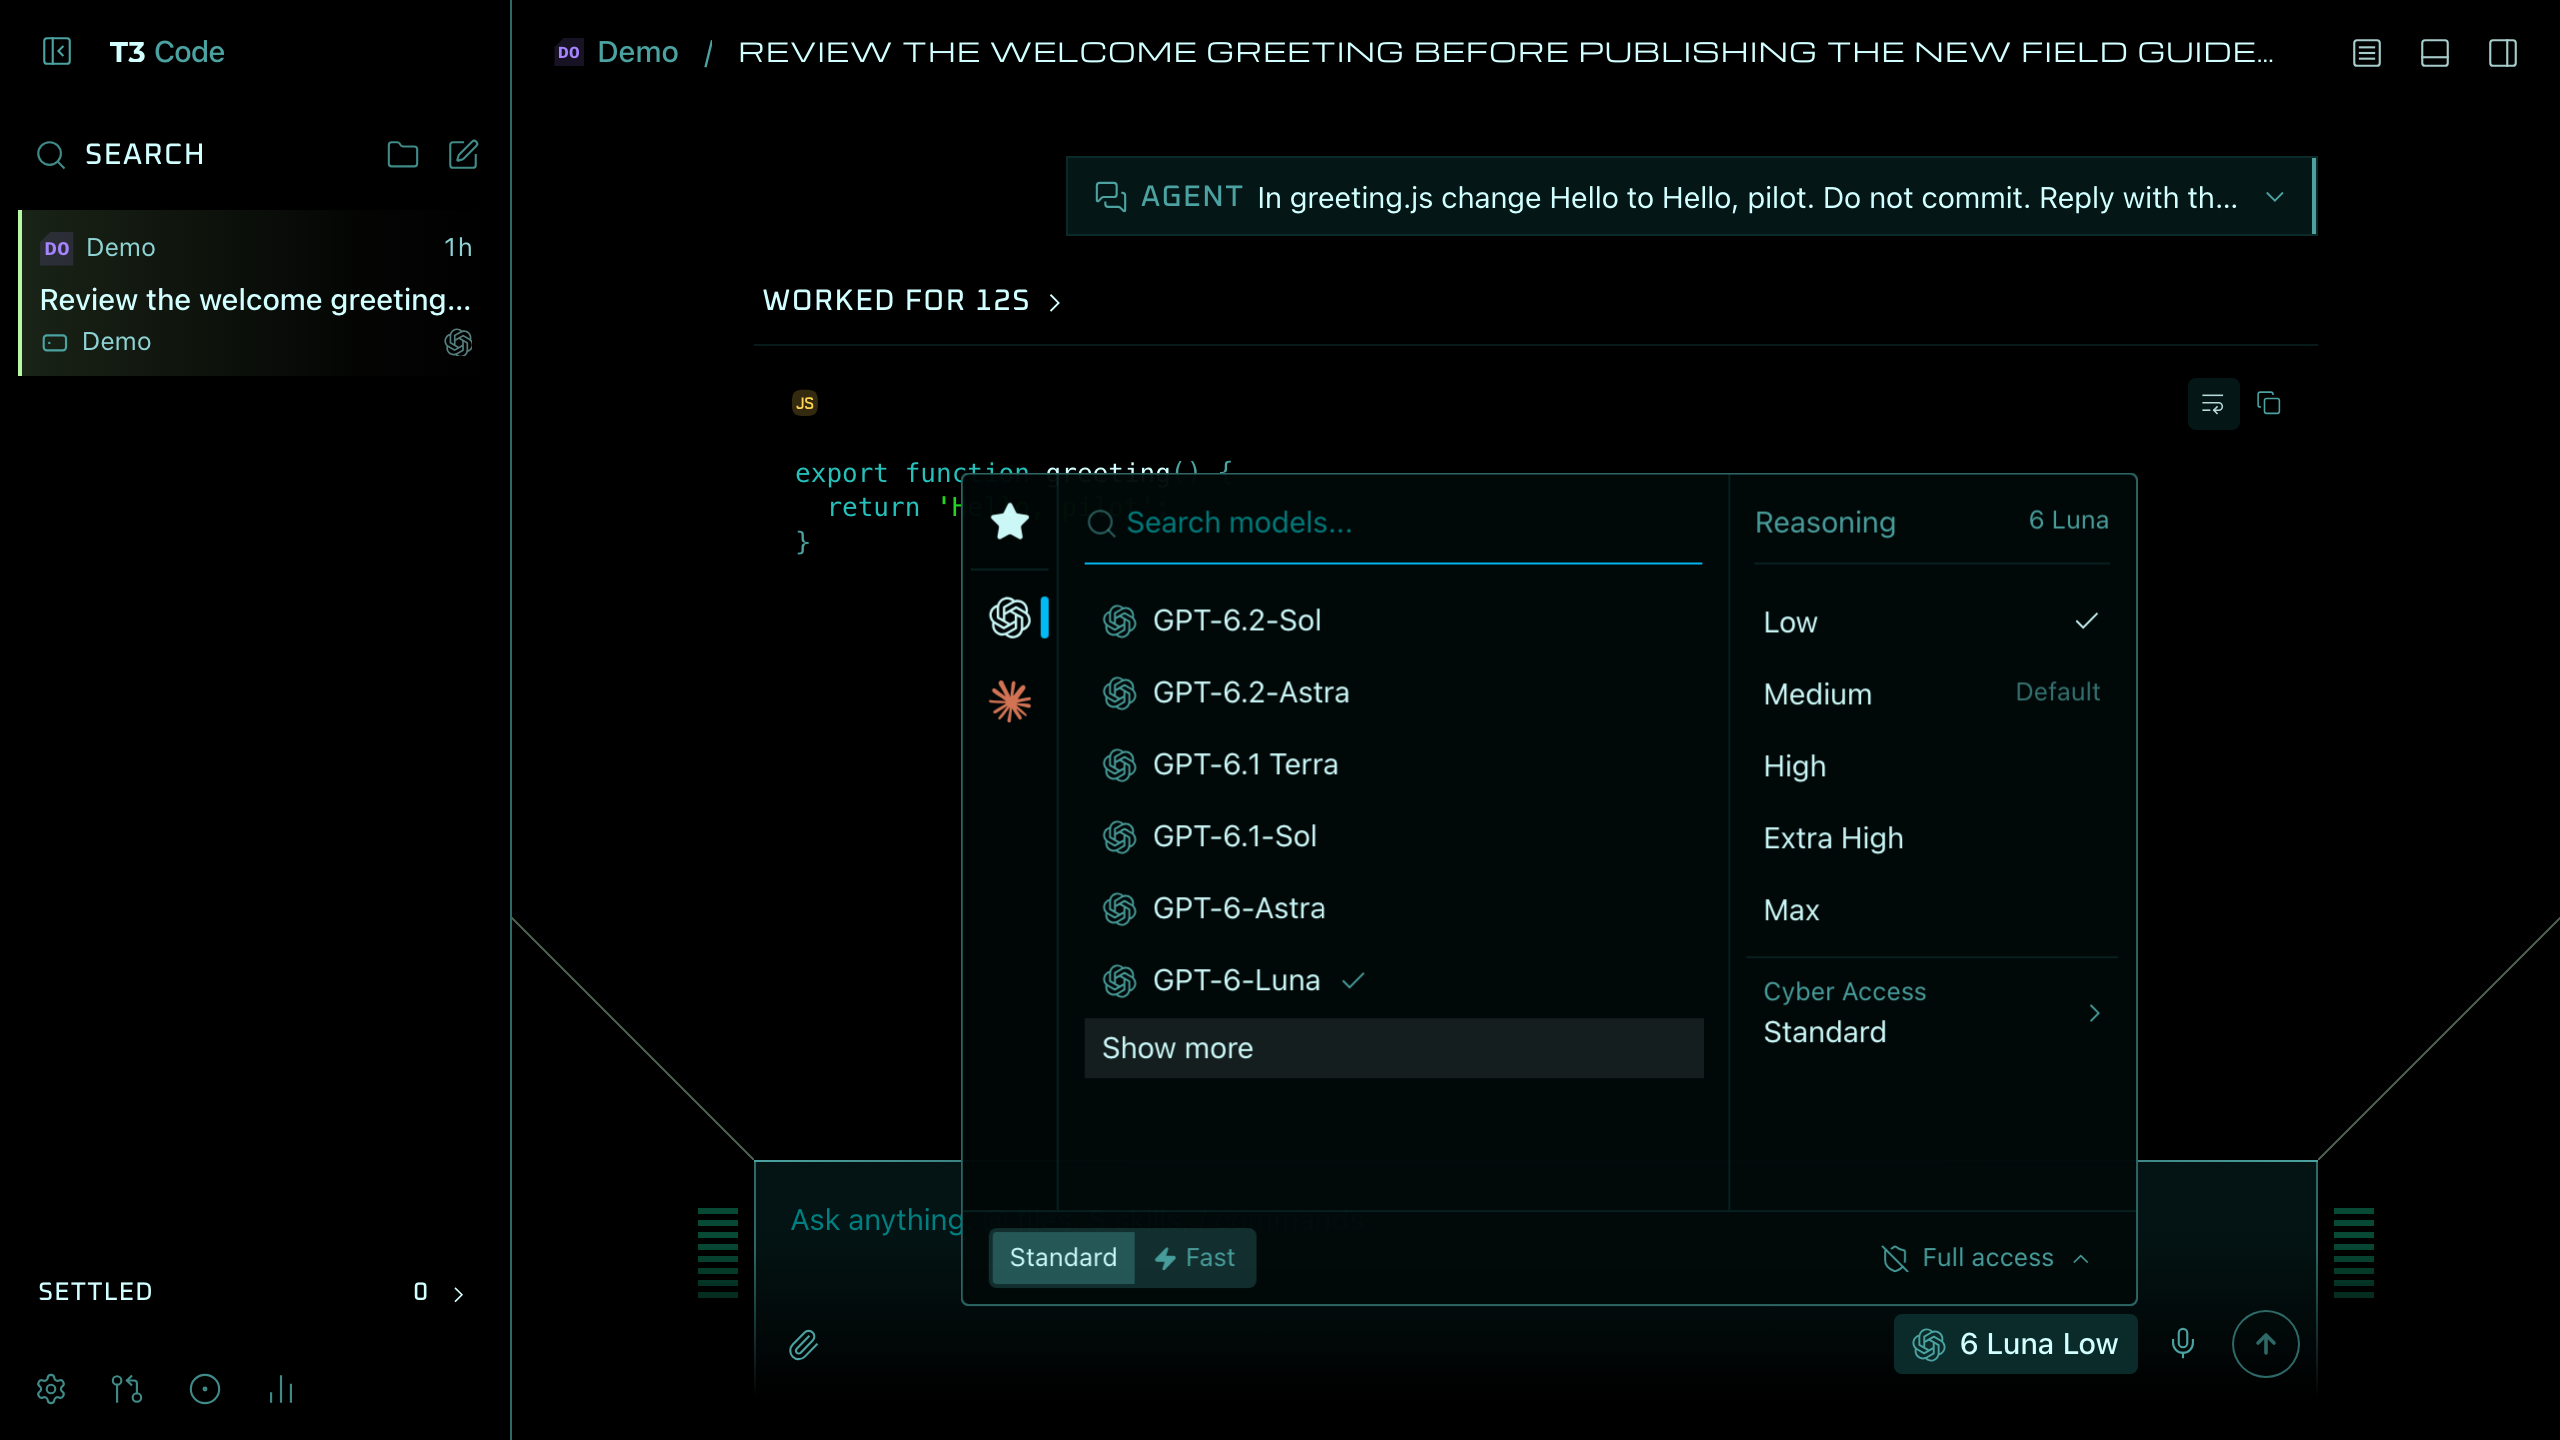 T3 Code
SEARCH
DO Demo 1h
Review the welcome greeting...
Demo
SETTLED 0
DO Demo / REVIEW THE WELCOME GREETING BEFORE PUBLISHING THE NEW FIELD GUIDE...
AGENT In greeting.js change Hello to Hello, pilot. Do not commit. Reply with th...
WORKED FOR 12S
JS
export function greeting() {
return 'Hello, pilot';
}
Search models...
GPT-6.2-Sol
GPT-6.2-Astra
GPT-6.1 Terra
GPT-6.1-Sol
GPT-6-Astra
GPT-6-Luna
Show more
Reasoning 6 Luna
Low
Medium Default
High
Extra High
Max
Cyber Access
Standard
Standard Fast
Full access
Ask anything
6 Luna Low